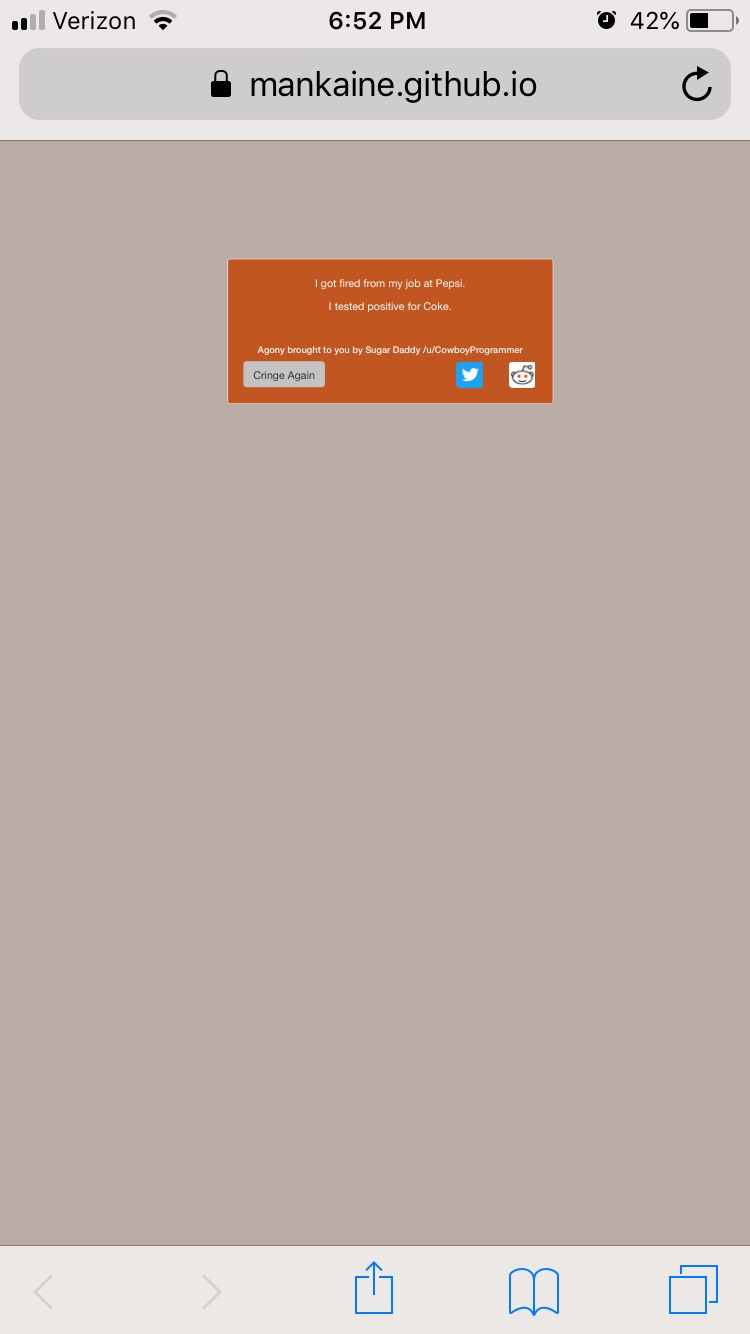 Verizon 6:52 PM 42%
mankaine.github.io
I got fired from my job at Pepsi.
I tested positive for Coke.
Agony brought to you by Sugar Daddy /u/CowboyProgrammer
Cringe Again